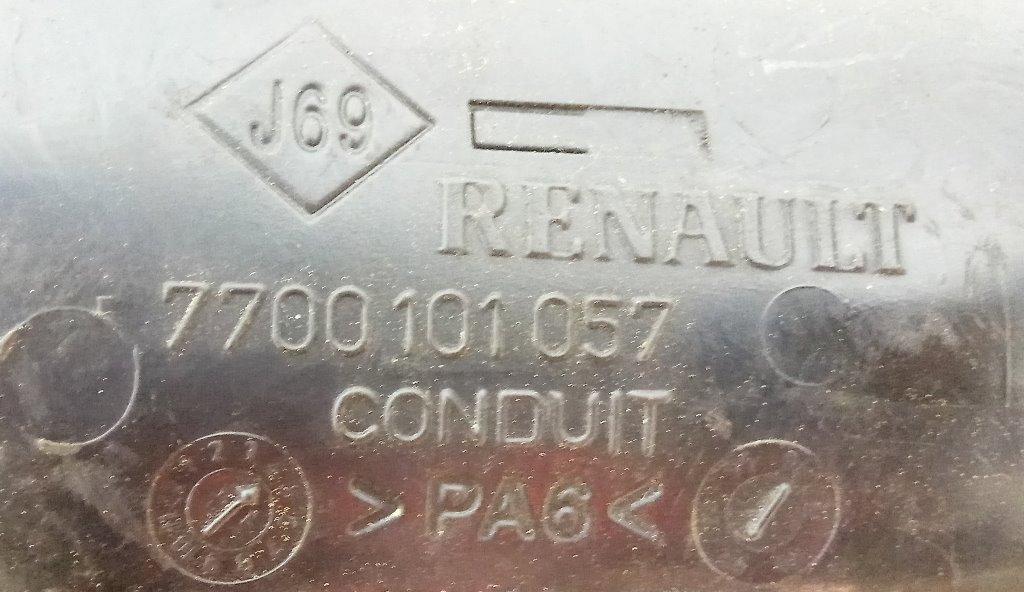 J69
RENAULT
7700 101 057
CONDUIT
>PA6<